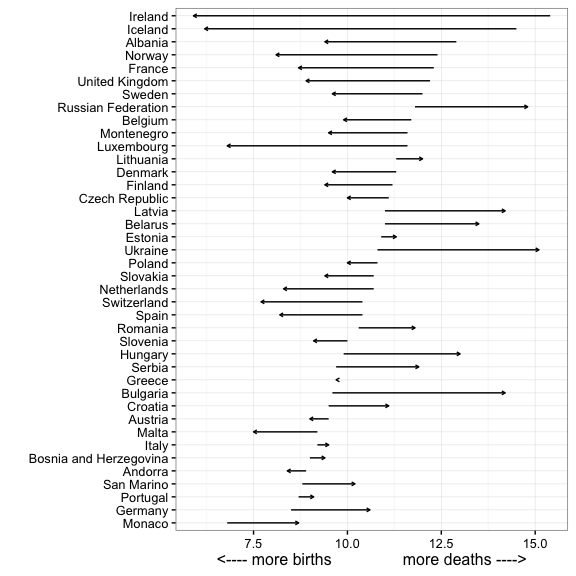 Ireland
Iceland
Albania
Norway
France
United Kingdom
Sweden
Russian Federation
Belgium
Montenegro
Luxembourg
Lithuania
Denmark
Finland
Czech Republic
Latvia
Belarus
Estonia
Ukraine
Poland
Slovakia
Netherlands
Switzerland
Spain
Romania
Slovenia
Hungary
Serbia
Greece
Bulgaria
Croatia
Austria
Malta
Italy
Bosnia and Herzegovina
Andorra
San Marino
Portugal
Germany
Monaco
7.5 10.0 12.5 15.0
<---- more births more deaths ---->